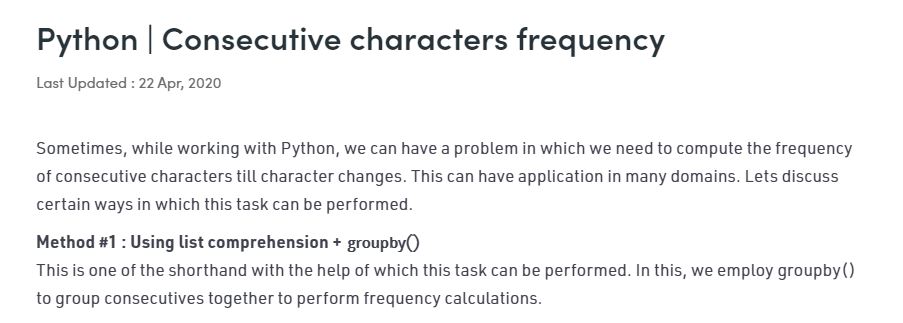 Python | Consecutive characters frequency
Last Updated : 22 Apr, 2020
Sometimes, while working with Python, we can have a problem in which we need to compute the frequency
of consecutive characters till character changes. This can have application in many domains. Lets discuss
certain ways in which this task can be performed.
Method #1 : Using list comprehension + groupby()
This is one of the shorthand with the help of which this task can be performed. In this, we employ groupby()
to group consecutives together to perform frequency calculations.